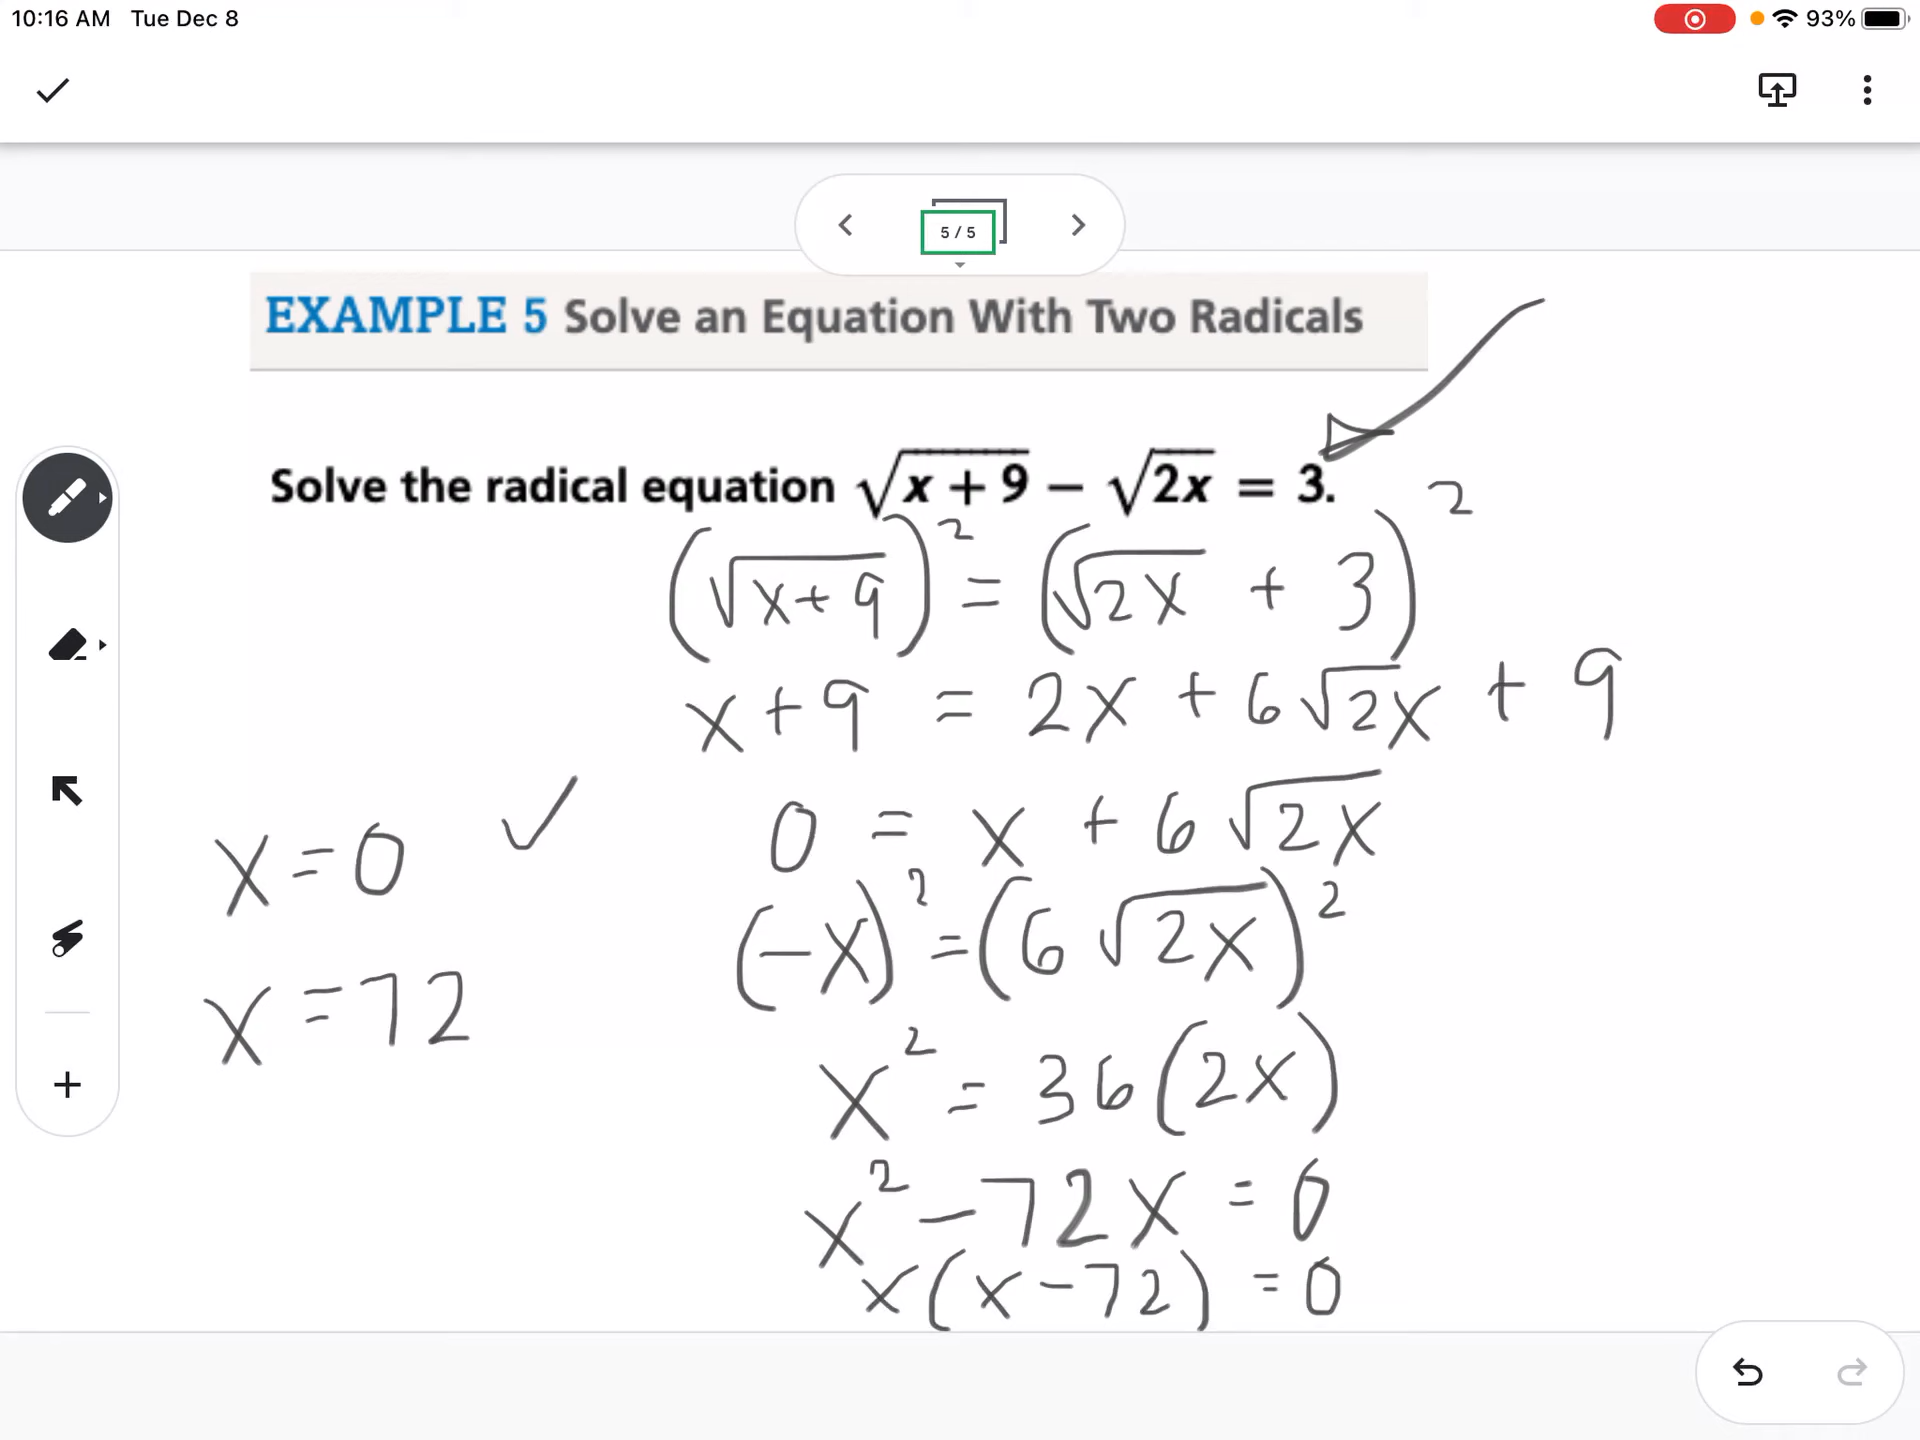 10:16 AM Tue Dec 8
93%
5 / 5
EXAMPLE 5 Solve an Equation With Two Radicals
Solve the radical equation √(x + 9) − √(2x) = 3.
(√(x+9))² = (√(2x) + 3)²
x + 9 = 2x + 6√(2x) + 9
0 = x + 6√(2x)
(−x)² = (6√(2x))²
x² = 36(2x)
x² − 72x = 0
x(x − 72) = 0
x = 0 ✓
x = 72